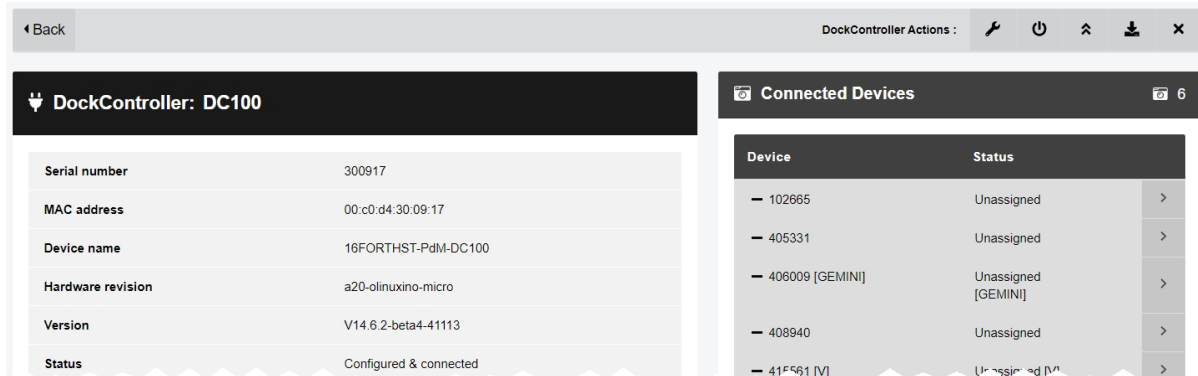 Back
DockController Actions :
DockController: DC100
Serial number 300917
MAC address 00:c0:d4:30:09:17
Device name 16FORTHST-PdM-DC100
Hardware revision a20-olinuxino-micro
Version V14.6.2-beta4-41113
Status Configured & connected
Connected Devices 6
Device Status
102665 Unassigned
405331 Unassigned
406009 [GEMINI] Unassigned
[GEMINI]
408940 Unassigned
415561 [V] Unassigned [V]